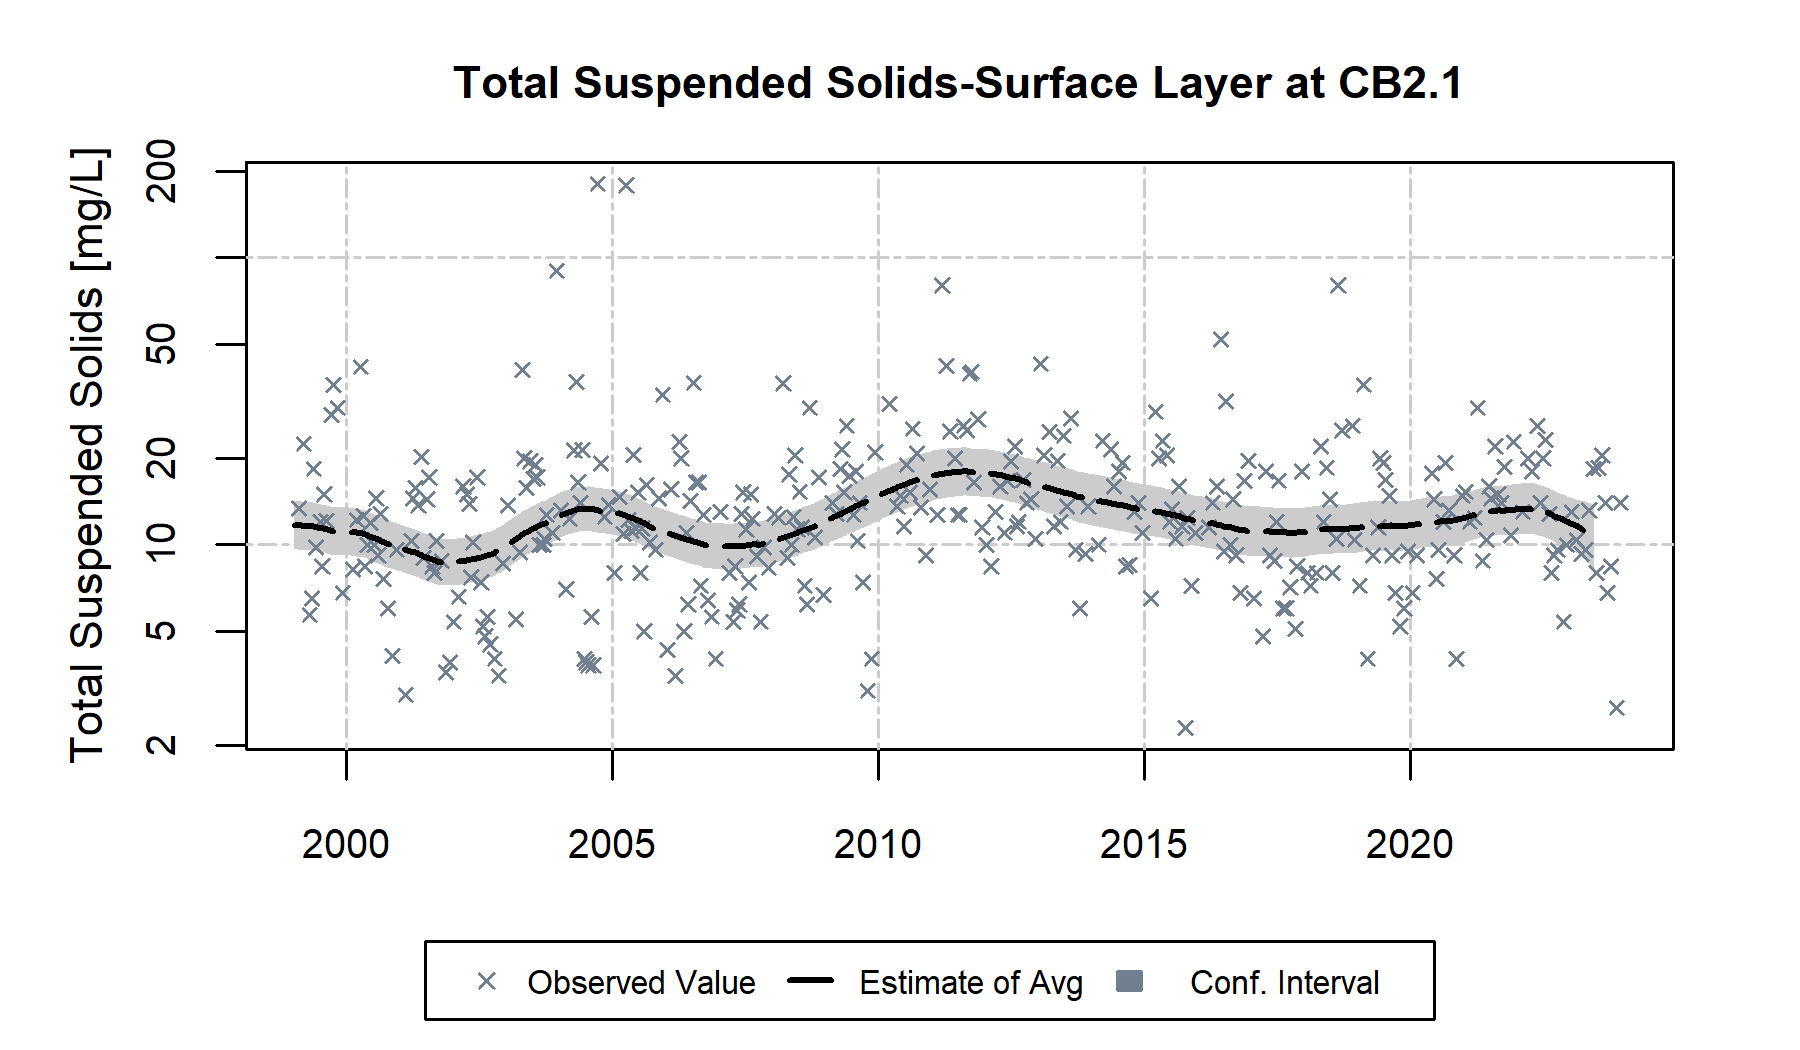 Total Suspended Solids-Surface Layer at CB2.1
Total Suspended Solids [mg/L]
200
50
20
10
5
2
2000 2005 2010 2015 2020
Observed Value Estimate of Avg Conf. Interval